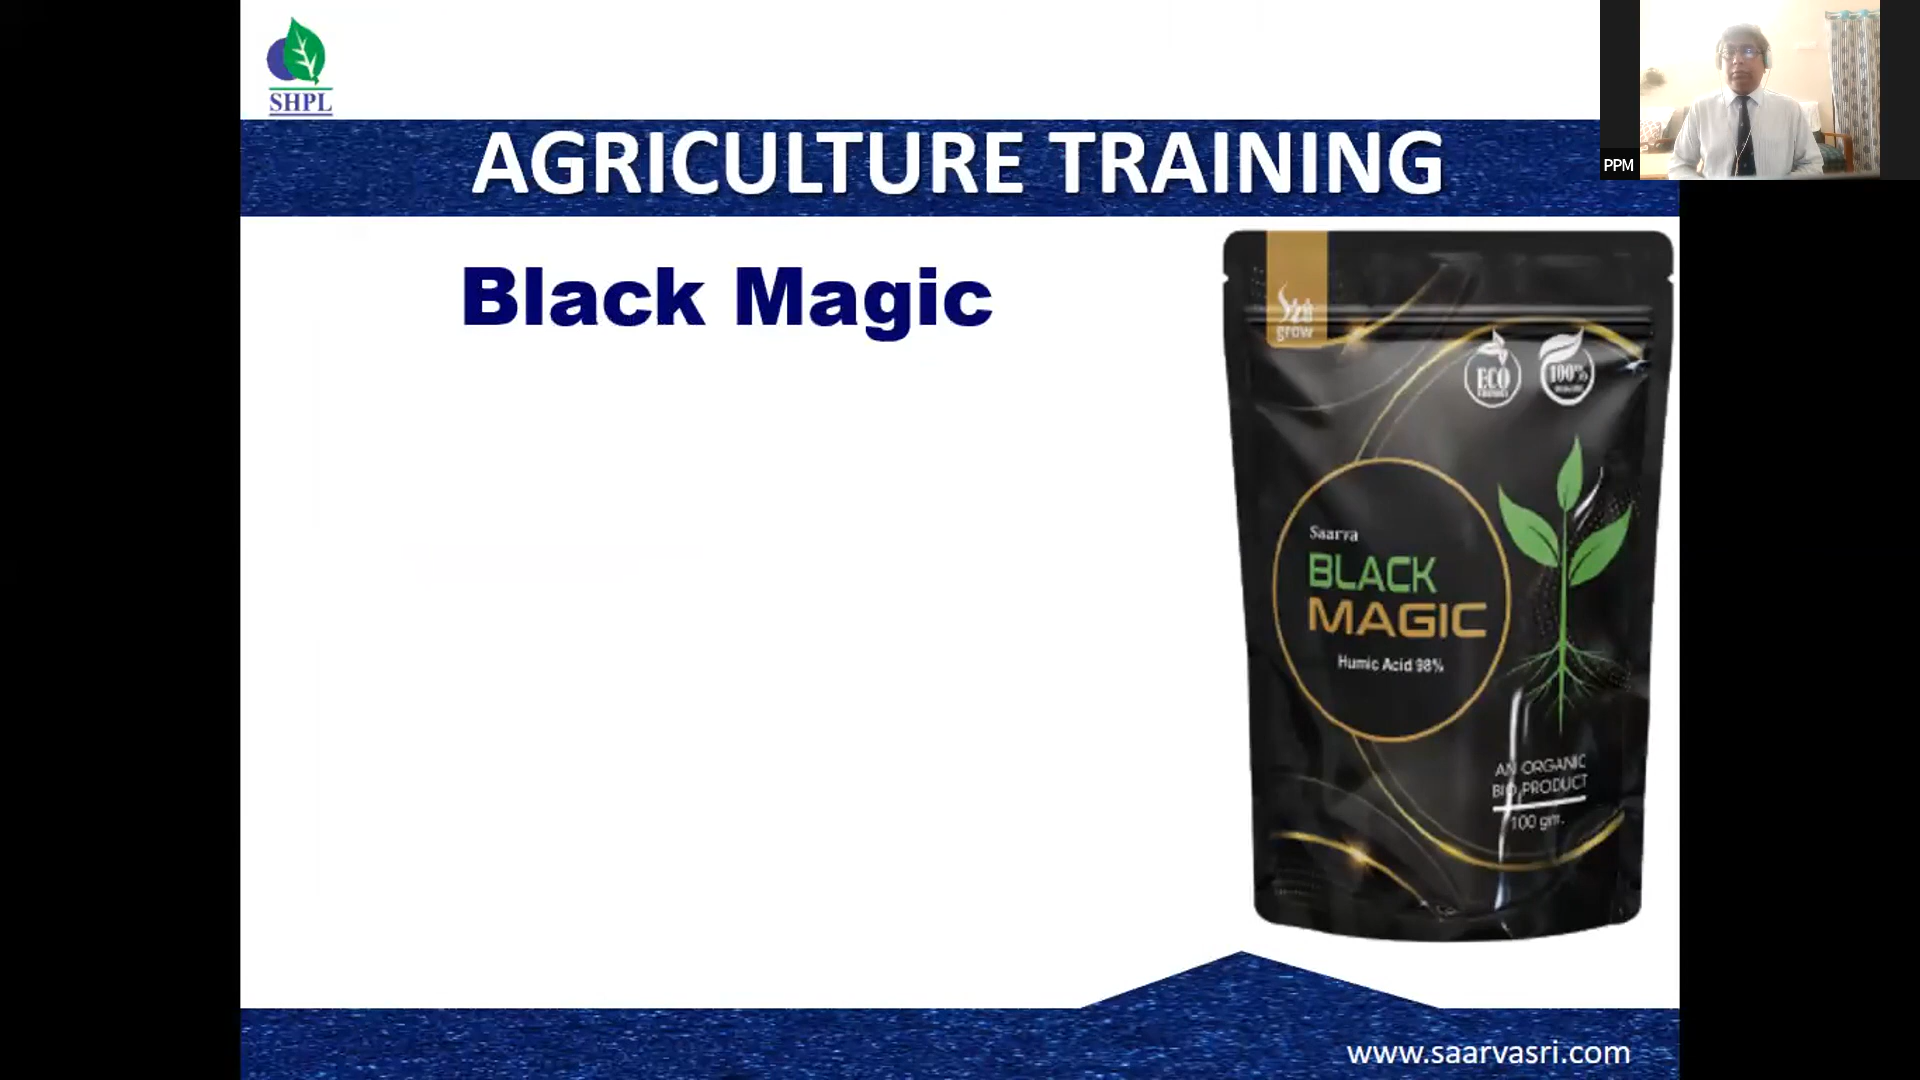 SHPL
AGRICULTURE TRAINING
PPM
Black Magic
grow
ECO
100%
Saarva
BLACK
MAGIC
Humic Acid 98%
AN ORGANIC
BIO PRODUCT
100 gm.
www.saarvasri.com